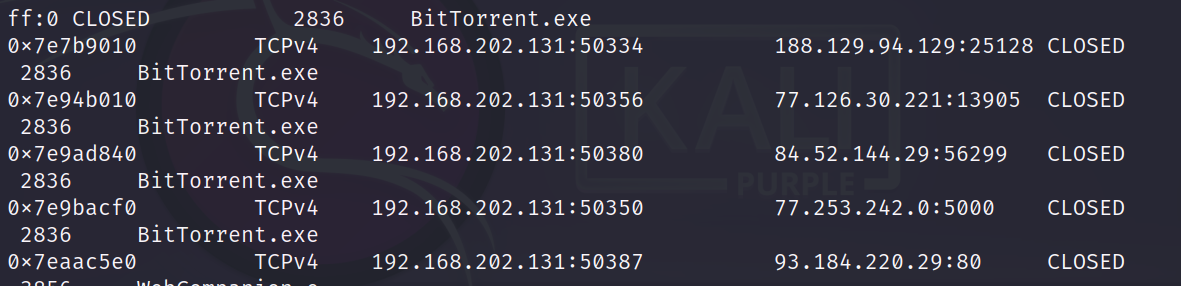 ff:0 CLOSED 2836 BitTorrent.exe
0×7e7b9010 TCPv4 192.168.202.131:50334 188.129.94.129:25128 CLOSED
2836 BitTorrent.exe
0×7e94b010 TCPv4 192.168.202.131:50356 77.126.30.221:13905 CLOSED
2836 BitTorrent.exe
0×7e9ad840 TCPv4 192.168.202.131:50380 84.52.144.29:56299 CLOSED
2836 BitTorrent.exe
0×7e9bacf0 TCPv4 192.168.202.131:50350 77.253.242.0:5000 CLOSED
2836 BitTorrent.exe
0×7eaac5e0 TCPv4 192.168.202.131:50387 93.184.220.29:80 CLOSED
KALI
PURPLE